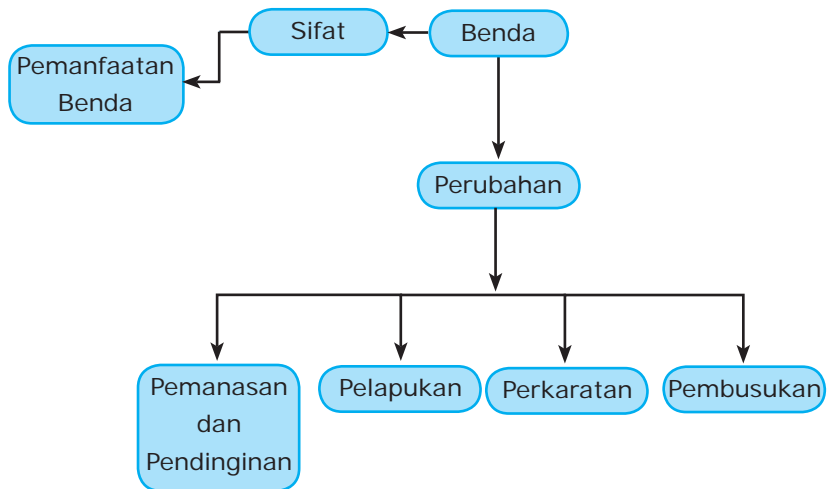 Sifat
Benda
Pemanfaatan
Benda
Perubahan
Pemanasan
dan
Pendinginan
Pelapukan
Perkaratan
Pembusukan